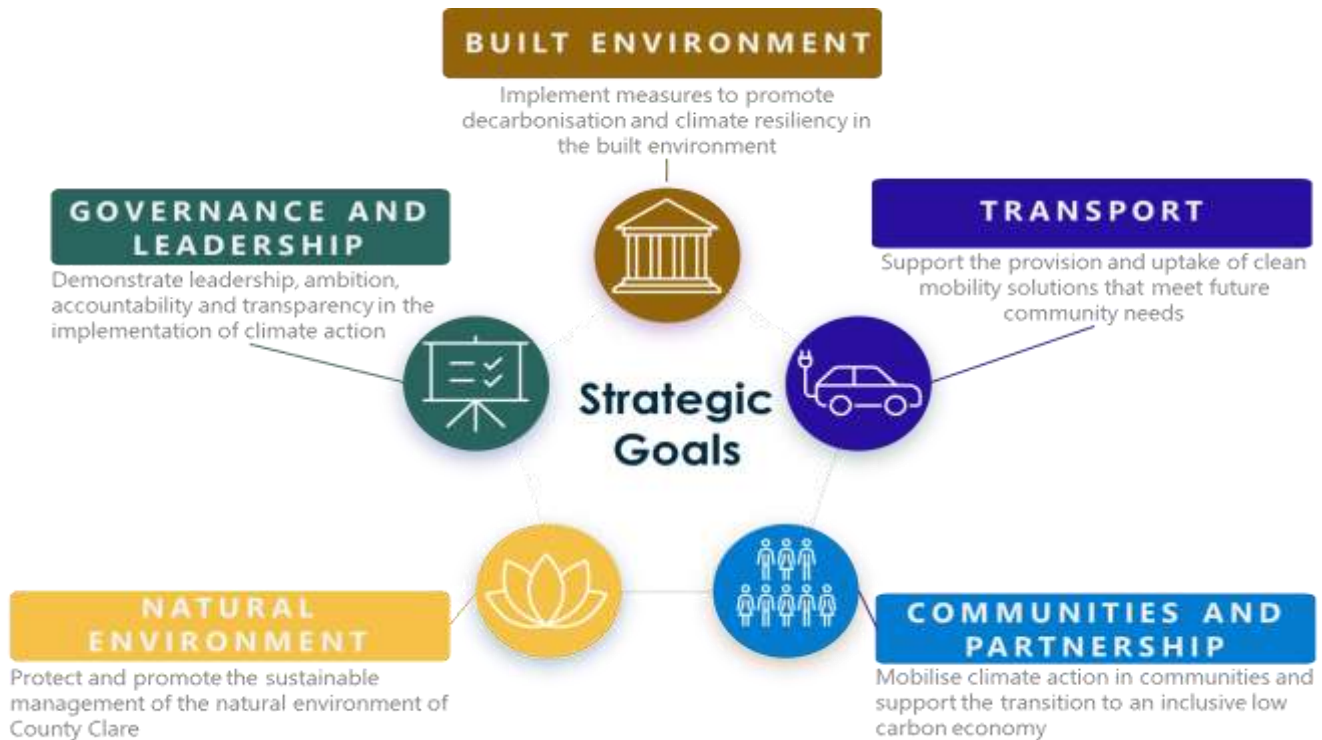 BUILT ENVIRONMENT
Implement measures to promote
decarbonisation and climate resiliency in
the built environment
GOVERNANCE AND
LEADERSHIP
Demonstrate leadership, ambition,
accountability and transparency in the
implementation of climate action
TRANSPORT
Support the provision and uptake of clean
mobility solutions that meet future
community needs
Strategic
Goals
NATURAL
ENVIRONMENT
Protect and promote the sustainable
management of the natural environment of
County Clare
COMMUNITIES AND
PARTNERSHIP
Mobilise climate action in communities and
support the transition to an inclusive low
carbon economy